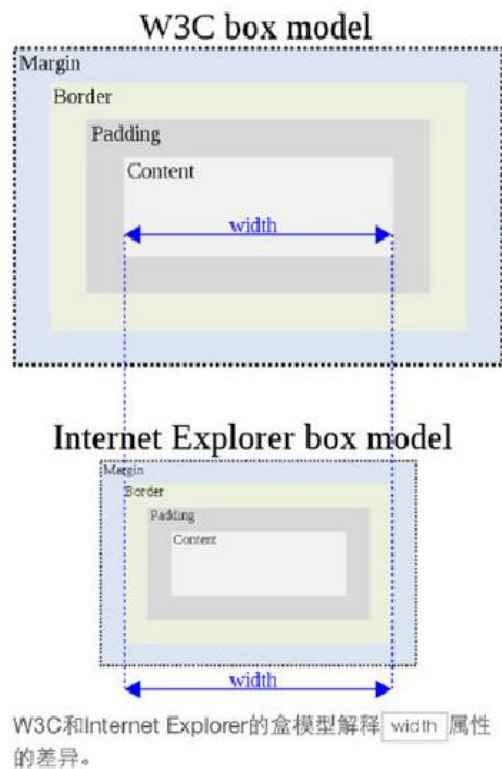 W3C box model
Margin
Border
Padding
Content
width
Internet Explorer box model
Margin
Border
Padding
Content
width
W3C和Internet Explorer的盒模型解释 width 属性
的差异。